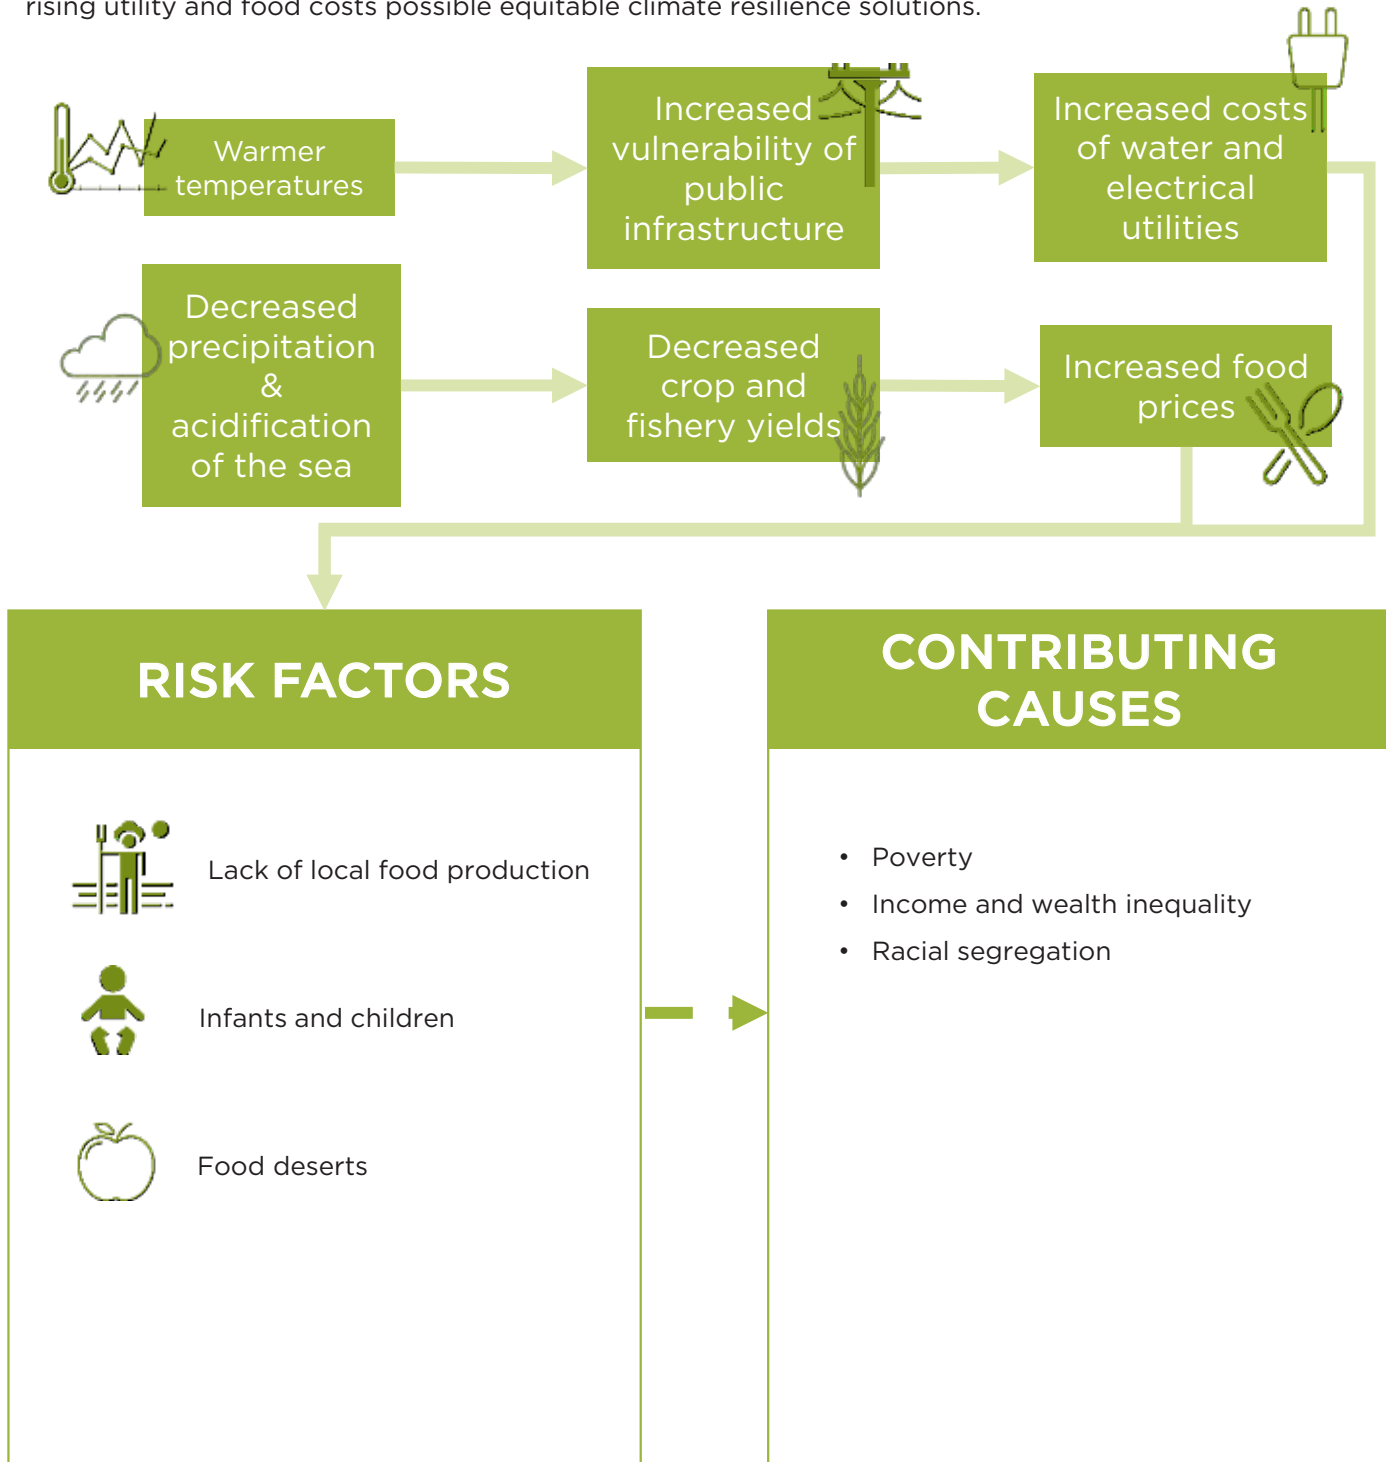 rising utility and food costs possible equitable climate resilience solutions.
Warmer
temperatures
Increased
vulnerability of
public
infrastructure
Increased costs
of water and
electrical
utilities
Decreased
precipitation
&
acidification
of the sea
Decreased
crop and
fishery yields
Increased food
prices
RISK FACTORS
Lack of local food production
Infants and children
Food deserts
CONTRIBUTING
CAUSES
• Poverty
• Income and wealth inequality
• Racial segregation